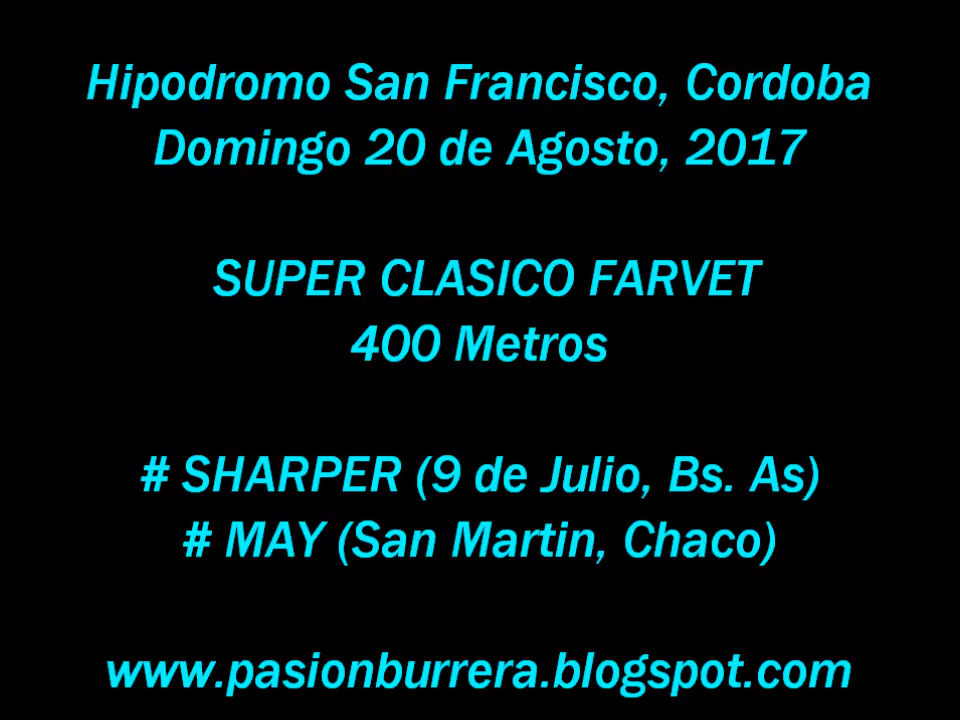 Hipodromo San Francisco, Cordoba
Domingo 20 de Agosto, 2017
SUPER CLASICO FARVET
400 Metros
# SHARPER (9 de Julio, Bs. As)
# MAY (San Martin, Chaco)
www.pasionburrera.blogspot.com